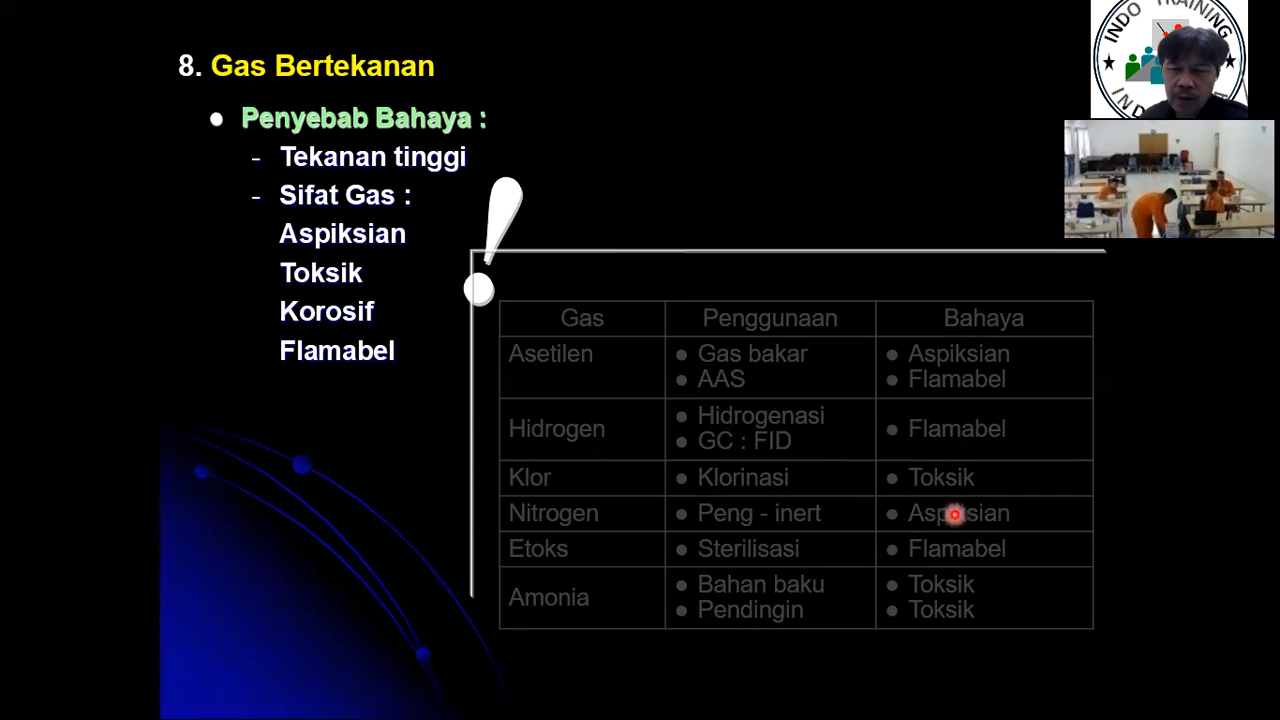 8. Gas Bertekanan
● Penyebab Bahaya :
- Tekanan tinggi
- Sifat Gas :
Aspiksian
Toksik
Korosif
Flamabel
!
Gas Penggunaan Bahaya
Asetilen ● Gas bakar ● Aspiksian
● AAS ● Flamabel
Hidrogen ● Hidrogenasi ● Flamabel
● GC : FID
Klor ● Klorinasi ● Toksik
Nitrogen ● Peng - inert ● Aspiksian
Etoks ● Sterilisasi ● Flamabel
Amonia ● Bahan baku ● Toksik
● Pendingin ● Toksik
INDO TRAINING